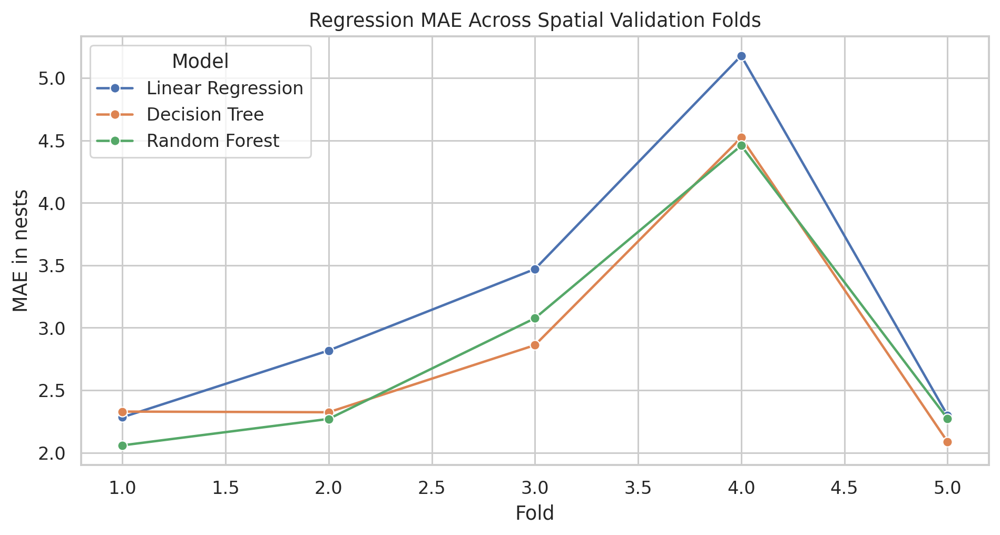 Regression MAE Across Spatial Validation Folds
Model
Linear Regression
Decision Tree
Random Forest
MAE in nests
5.0
4.5
4.0
3.5
3.0
2.5
2.0
1.0 1.5 2.0 2.5 3.0 3.5 4.0 4.5 5.0
Fold